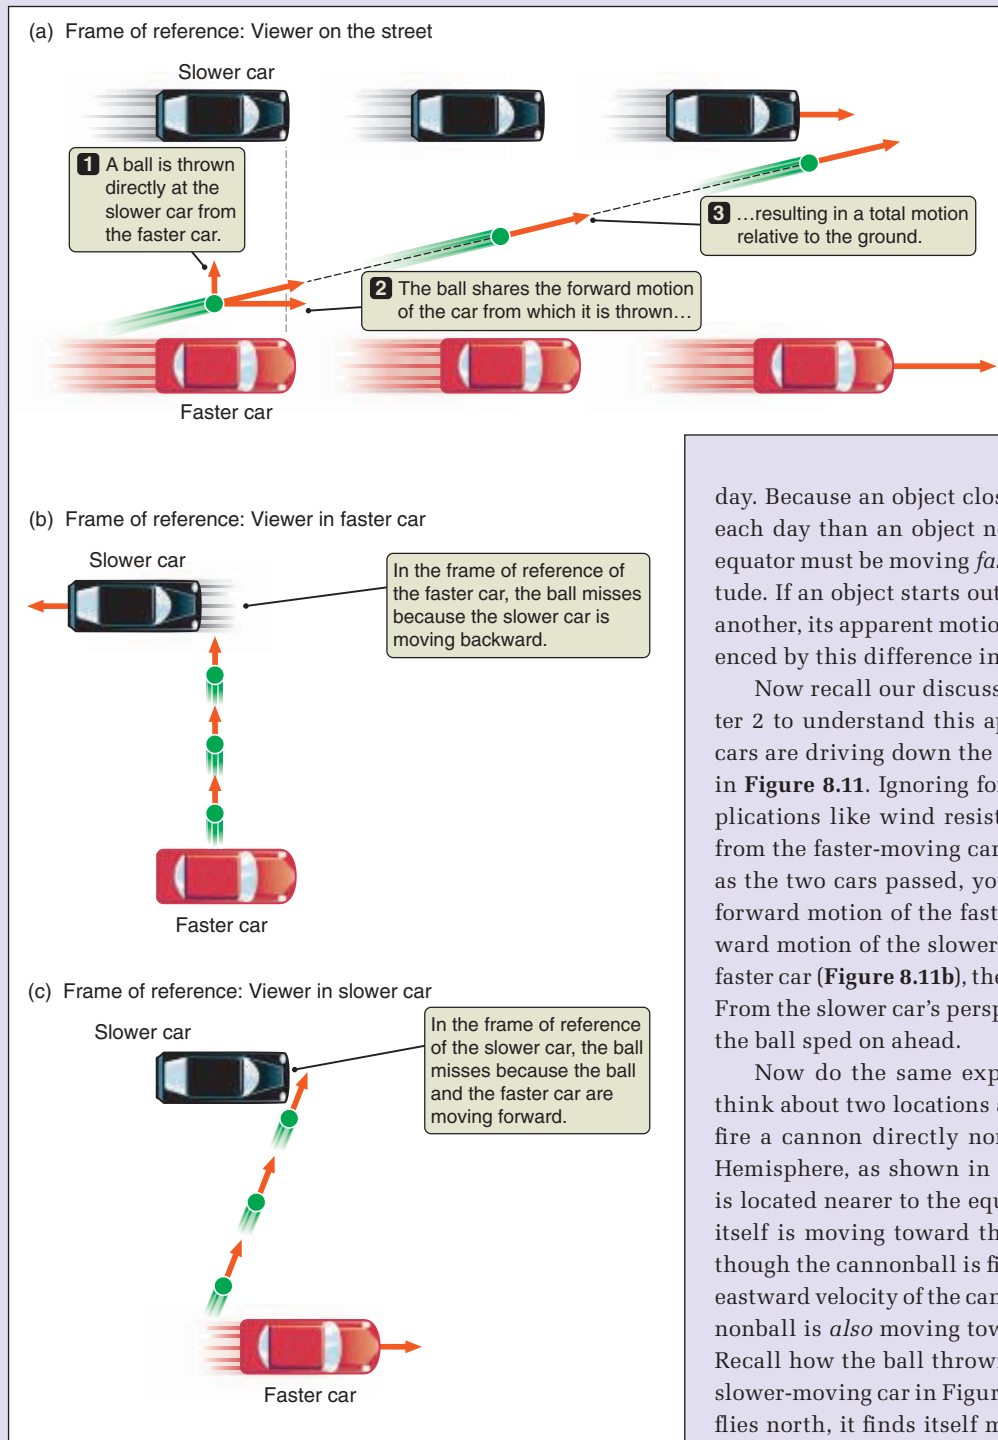 (a) Frame of reference: Viewer on the street
Slower car
1 A ball is thrown
directly at the
slower car from
the faster car.
2 The ball shares the forward motion
of the car from which it is thrown…
3 …resulting in a total motion
relative to the ground.
Faster car
(b) Frame of reference: Viewer in faster car
Slower car
In the frame of reference of
the faster car, the ball misses
because the slower car is
moving backward.
Faster car
(c) Frame of reference: Viewer in slower car
Slower car
In the frame of reference
of the slower car, the ball
misses because the ball
and the faster car are
moving forward.
Faster car
day. Because an object clos
each day than an object n
equator must be moving fas
tude. If an object starts out
another, its apparent motio
enced by this difference in
Now recall our discuss
ter 2 to understand this ap
cars are driving down the
in Figure 8.11. Ignoring fo
plications like wind resist
from the faster-moving car
as the two cars passed, yo
forward motion of the fast
ward motion of the slower
faster car (Figure 8.11b), the
From the slower car's persp
the ball sped on ahead.
Now do the same exp
think about two locations a
fire a cannon directly nor
Hemisphere, as shown in
is located nearer to the equ
itself is moving toward th
though the cannonball is fi
eastward velocity of the can
nonball is also moving tow
Recall how the ball throw
slower-moving car in Figur
flies north, it finds itself m